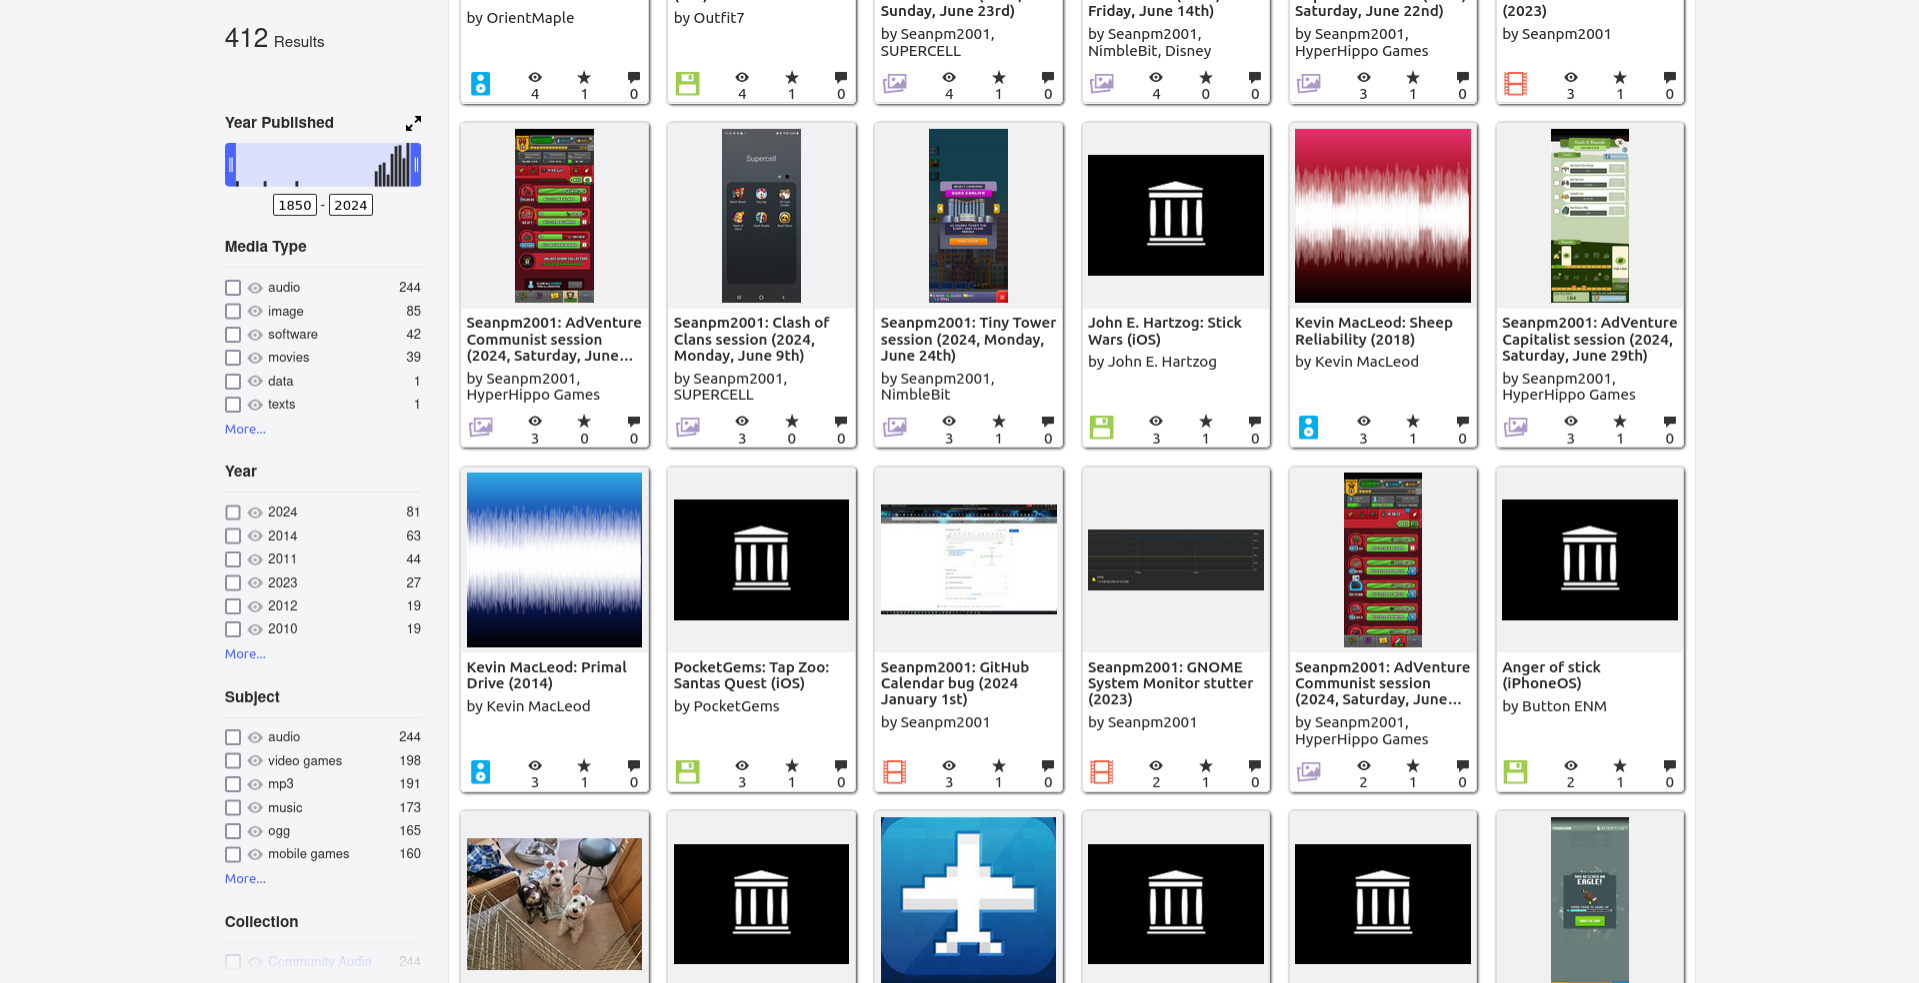 412 Results
Year Published
1850 - 2024
Media Type
audio 244
image 85
software 42
movies 39
data 1
texts 1
More...
Year
2024 81
2014 63
2011 44
2023 27
2012 19
2010 19
More...
Subject
audio 244
video games 198
mp3 191
music 173
ogg 165
mobile games 160
More...
Collection
Community Audio 244
by OrientMaple
4 1 0
by Outfit7
4 1 0
Sunday, June 23rd)
by Seanpm2001,
SUPERCELL
4 1 0
Friday, June 14th)
by Seanpm2001,
NimbleBit, Disney
4 0 0
Saturday, June 22nd)
by Seanpm2001,
HyperHippo Games
3 1 0
(2023)
by Seanpm2001
3 1 0
Seanpm2001: AdVenture
Communist session
(2024, Saturday, June...
by Seanpm2001,
HyperHippo Games
3 0 0
Supercell
Seanpm2001: Clash of
Clans session (2024,
Monday, June 9th)
by Seanpm2001,
SUPERCELL
3 0 0
Seanpm2001: Tiny Tower
session (2024, Monday,
June 24th)
by Seanpm2001,
NimbleBit
3 1 0
John E. Hartzog: Stick
Wars (iOS)
by John E. Hartzog
3 1 0
Kevin MacLeod: Sheep
Reliability (2018)
by Kevin MacLeod
3 1 0
Seanpm2001: AdVenture
Capitalist session (2024,
Saturday, June 29th)
by Seanpm2001,
HyperHippo Games
3 1 0
Kevin MacLeod: Primal
Drive (2014)
by Kevin MacLeod
3 1 0
PocketGems: Tap Zoo:
Santas Quest (iOS)
by PocketGems
3 1 0
Seanpm2001: GitHub
Calendar bug (2024
January 1st)
by Seanpm2001
3 1 0
Seanpm2001: GNOME
System Monitor stutter
(2023)
by Seanpm2001
2 1 0
Seanpm2001: AdVenture
Communist session
(2024, Saturday, June...
by Seanpm2001,
HyperHippo Games
2 1 0
Anger of stick
(iPhoneOS)
by Button ENM
2 1 0
EAGLE!